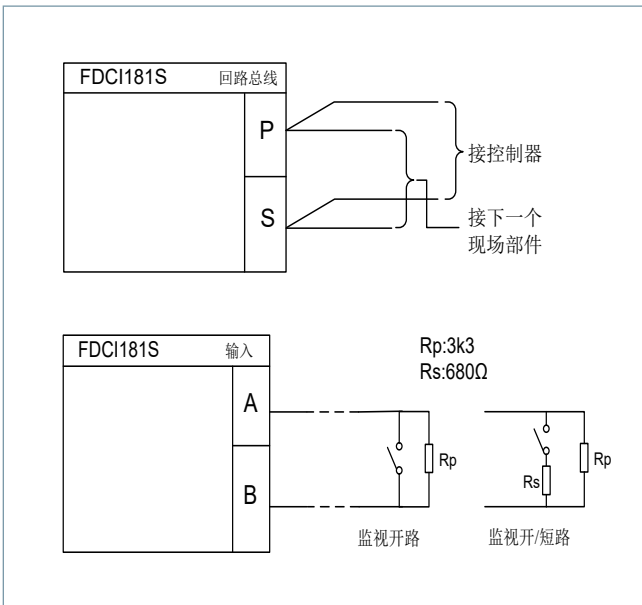 FDCI181S 回路总线
P
S
接控制器
接下一个
现场部件
FDCI181S 输入
A
B
Rp:3k3
Rs:680Ω
Rp
Rs
Rp
监视开路
监视开/短路